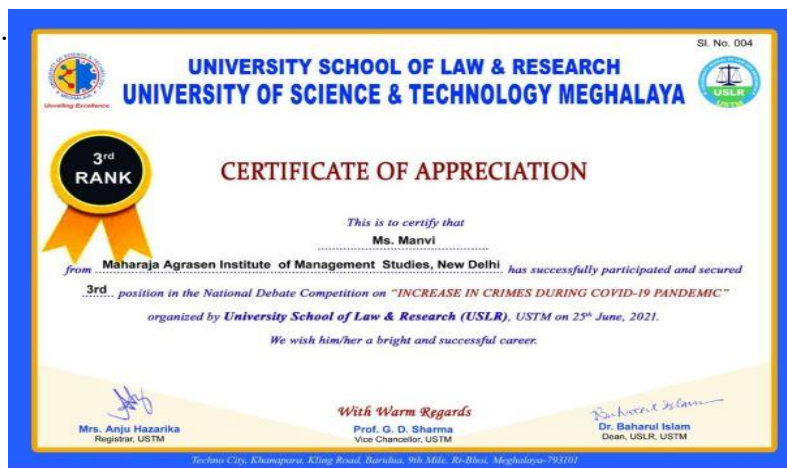 Sl. No. 004
UNIVERSITY SCHOOL OF LAW & RESEARCH
UNIVERSITY OF SCIENCE & TECHNOLOGY MEGHALAYA
Unveiling Excellence
USLR
USTM
3rd
RANK
CERTIFICATE OF APPRECIATION
This is to certify that
Ms. Manvi
from Maharaja Agrasen Institute of Management Studies, New Delhi has successfully participated and secured
3rd position in the National Debate Competition on "INCREASE IN CRIMES DURING COVID-19 PANDEMIC"
organized by University School of Law & Research (USLR), USTM on 25th June, 2021.
We wish him/her a bright and successful career.
With Warm Regards
Mrs. Anju Hazarika
Registrar, USTM
Prof. G. D. Sharma
Vice Chancellor, USTM
Dr. Baharul Islam
Dean, USLR, USTM
Techno City, Khanapara, Kling Road, Baridua, 9th Mile, Ri-Bhoi, Meghalaya-793101